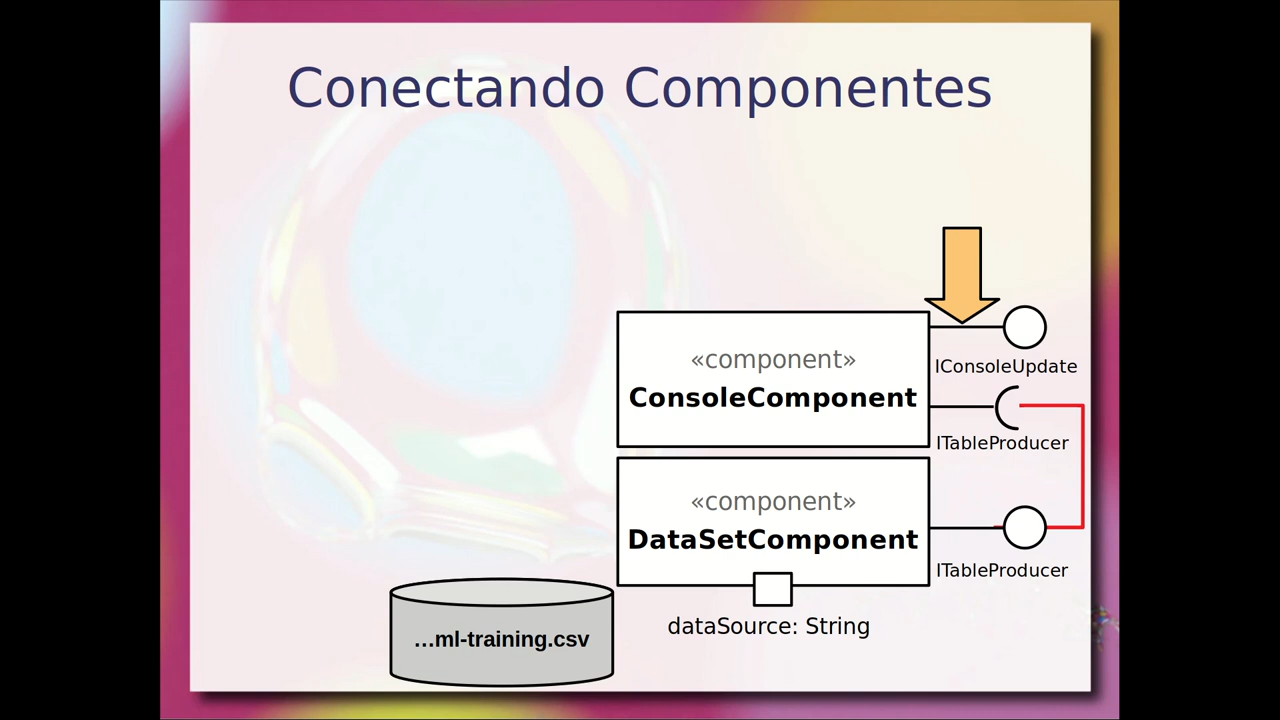 Conectando Componentes
«component»
ConsoleComponent
IConsoleUpdate
ITableProducer
«component»
DataSetComponent
ITableProducer
dataSource: String
...ml-training.csv